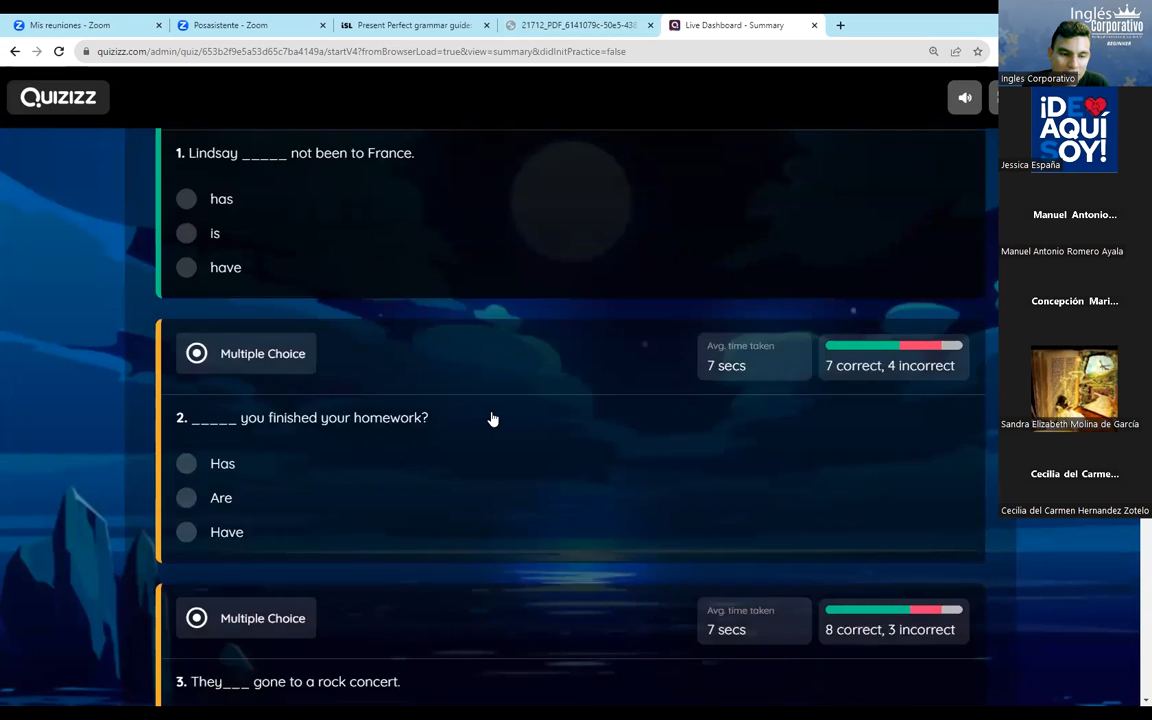 Mis reuniones - Zoom
Posasistente - Zoom
iSL Present Perfect grammar guide:
21712_PDF_6141079c-50e5-438
Live Dashboard - Summary
quizizz.com/admin/quiz/653b2f9e5a53d65c7ba4149a/startV4?fromBrowserLoad=true&view=summary&didInitPractice=false
QUIZIZZ
1. Lindsay _____ not been to France.
has
is
have
Multiple Choice
Avg. time taken
7 secs
7 correct, 4 incorrect
2. _____ you finished your homework?
Has
Are
Have
Multiple Choice
Avg. time taken
7 secs
8 correct, 3 incorrect
3. They___ gone to a rock concert.
Inglés
Corporativo
BEGINNER
Ingles Corporativo
¡DE
AQUÍ
SOY!
Jessica España
Manuel Antonio...
Manuel Antonio Romero Ayala
Concepción Mari...
Sandra Elizabeth Molina de García
Cecilia del Carme...
Cecilia del Carmen Hernandez Zotelo